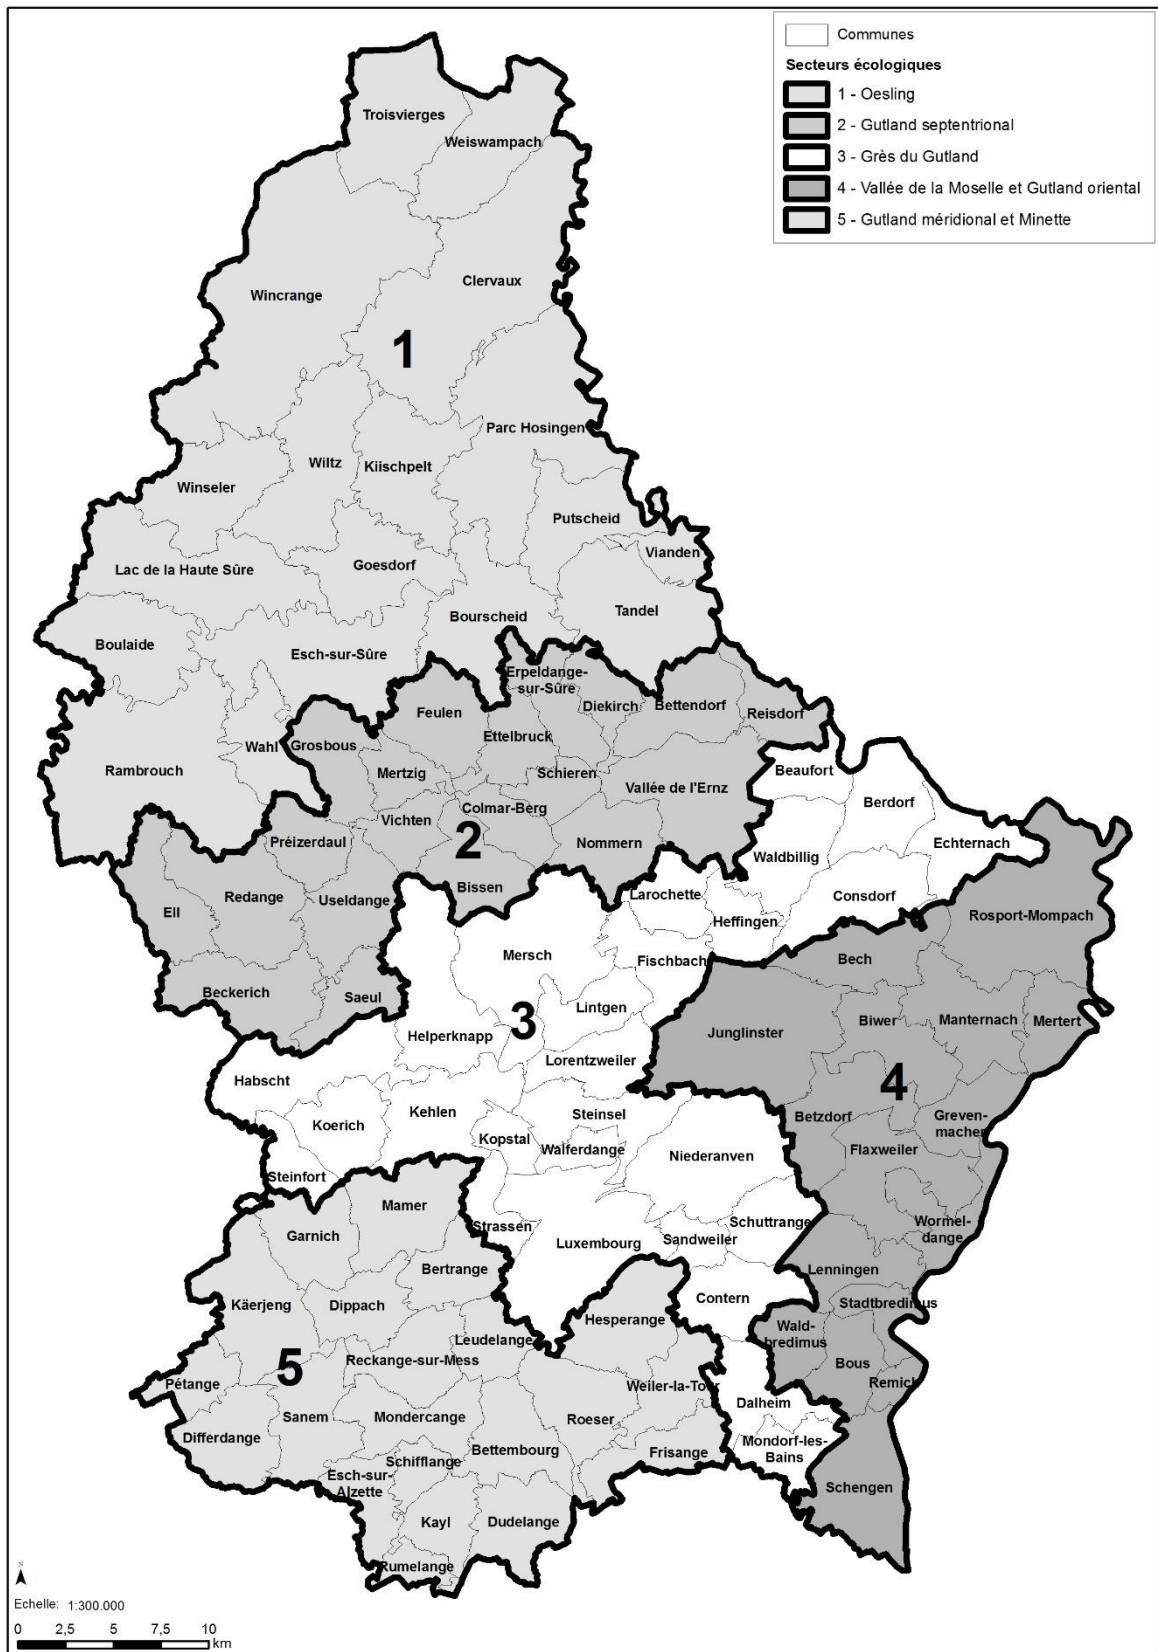 Communes
Secteurs écologiques
1 - Oesling
2 - Gutland septentrional
3 - Grès du Gutland
4 - Vallée de la Moselle et Gutland oriental
5 - Gutland méridional et Minette
Troisvierges
Weiswampach
Clervaux
Wincrange
1
Parc Hosingen
Wiltz
Kiischpelt
Winseler
Putscheid
Vianden
Lac de la Haute Sûre
Goesdorf
Tandel
Bourscheid
Boulaide
Esch-sur-Sûre
Erpeldange-
sur-Sûre
Diekirch
Bettendorf
Reisdorf
Feulen
Ettelbruck
Wahl
Grosbous
Rambrouch
Mertzig
Schieren
Vallée de l'Ernz
Beaufort
Berdorf
Colmar-Berg
Vichten
2
Préizerdaul
Nommern
Waldbillig
Echternach
Bissen
Redange
Useldange
Ell
Larochette
Heffingen
Consdorf
Rosport-Mompach
Mersch
Fischbach
Bech
Beckerich
Saeul
Lintgen
3
Helperknapp
Junglinster
Biwer
Manternach
Mertert
Lorentzweiler
Habscht
4
Koerich
Kehlen
Steinsel
Betzdorf
Greven-
macher
Kopstal
Walferdange
Niederanven
Flaxweiler
Steinfort
Mamer
Strassen
Schuttrange
Wormel-
dange
Garnich
Luxembourg
Sandweiler
Bertrange
Lenningen
Käerjeng
Dippach
Contern
Stadtbredimus
Hesperange
Wald-
bredimus
Leudelange
5
Reckange-sur-Mess
Bous
Remich
Pétange
Weiler-la-Tour
Dalheim
Sanem
Mondercange
Roeser
Differdange
Bettembourg
Frisange
Mondorf-les-
Bains
Schifflange
Esch-sur-
Alzette
Schengen
Kayl
Dudelange
Rumelange
N
Echelle: 1:300.000
0 2,5 5 7,5 10
km